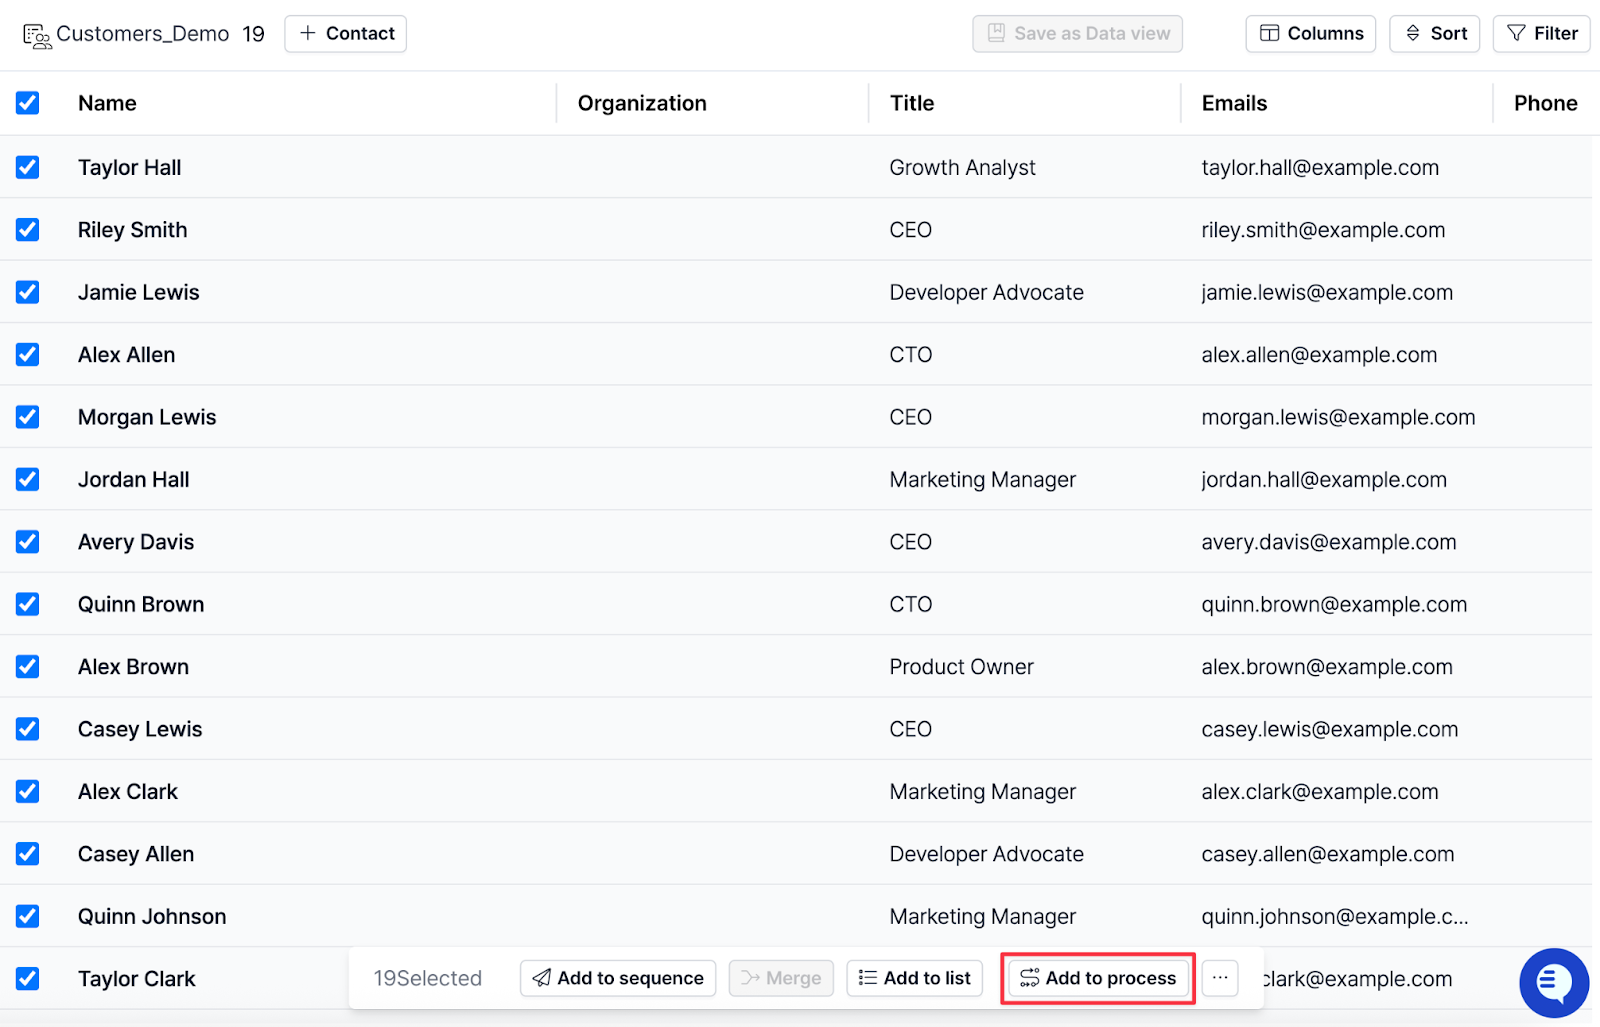 Customers_Demo 19 + Contact Save as Data view Columns Sort Filter
Name Organization Title Emails Phone
Taylor Hall Growth Analyst taylor.hall@example.com
Riley Smith CEO riley.smith@example.com
Jamie Lewis Developer Advocate jamie.lewis@example.com
Alex Allen CTO alex.allen@example.com
Morgan Lewis CEO morgan.lewis@example.com
Jordan Hall Marketing Manager jordan.hall@example.com
Avery Davis CEO avery.davis@example.com
Quinn Brown CTO quinn.brown@example.com
Alex Brown Product Owner alex.brown@example.com
Casey Lewis CEO casey.lewis@example.com
Alex Clark Marketing Manager alex.clark@example.com
Casey Allen Developer Advocate casey.allen@example.com
Quinn Johnson Marketing Manager quinn.johnson@example.c...
Taylor Clark clark@example.com
19Selected Add to sequence Merge Add to list Add to process ...